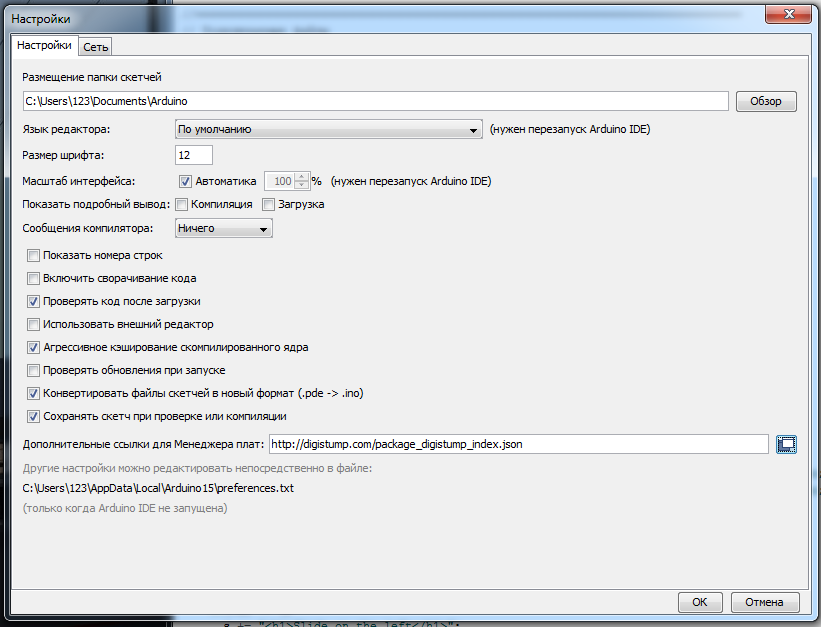 Настройки
Настройки Сеть
Размещение папки скетчей
C:\Users\123\Documents\Arduino Обзор
Язык редактора: По умолчанию (нужен перезапуск Arduino IDE)
Размер шрифта: 12
Масштаб интерфейса: Автоматика 100 % (нужен перезапуск Arduino IDE)
Показать подробный вывод: Компиляция Загрузка
Сообщения компилятора: Ничего
Показать номера строк
Включить сворачивание кода
Проверять код после загрузки
Использовать внешний редактор
Агрессивное кэширование скомпилированного ядра
Проверять обновления при запуске
Конвертировать файлы скетчей в новый формат (.pde -> .ino)
Сохранять скетч при проверке или компиляции
Дополнительные ссылки для Менеджера плат: http://digistump.com/package_digistump_index.json
Другие настройки можно редактировать непосредственно в файле:
C:\Users\123\AppData\Local\Arduino15\preferences.txt
(только когда Arduino IDE не запущена)
OK Отмена
s += "<h1>Slide on the left</h1>";